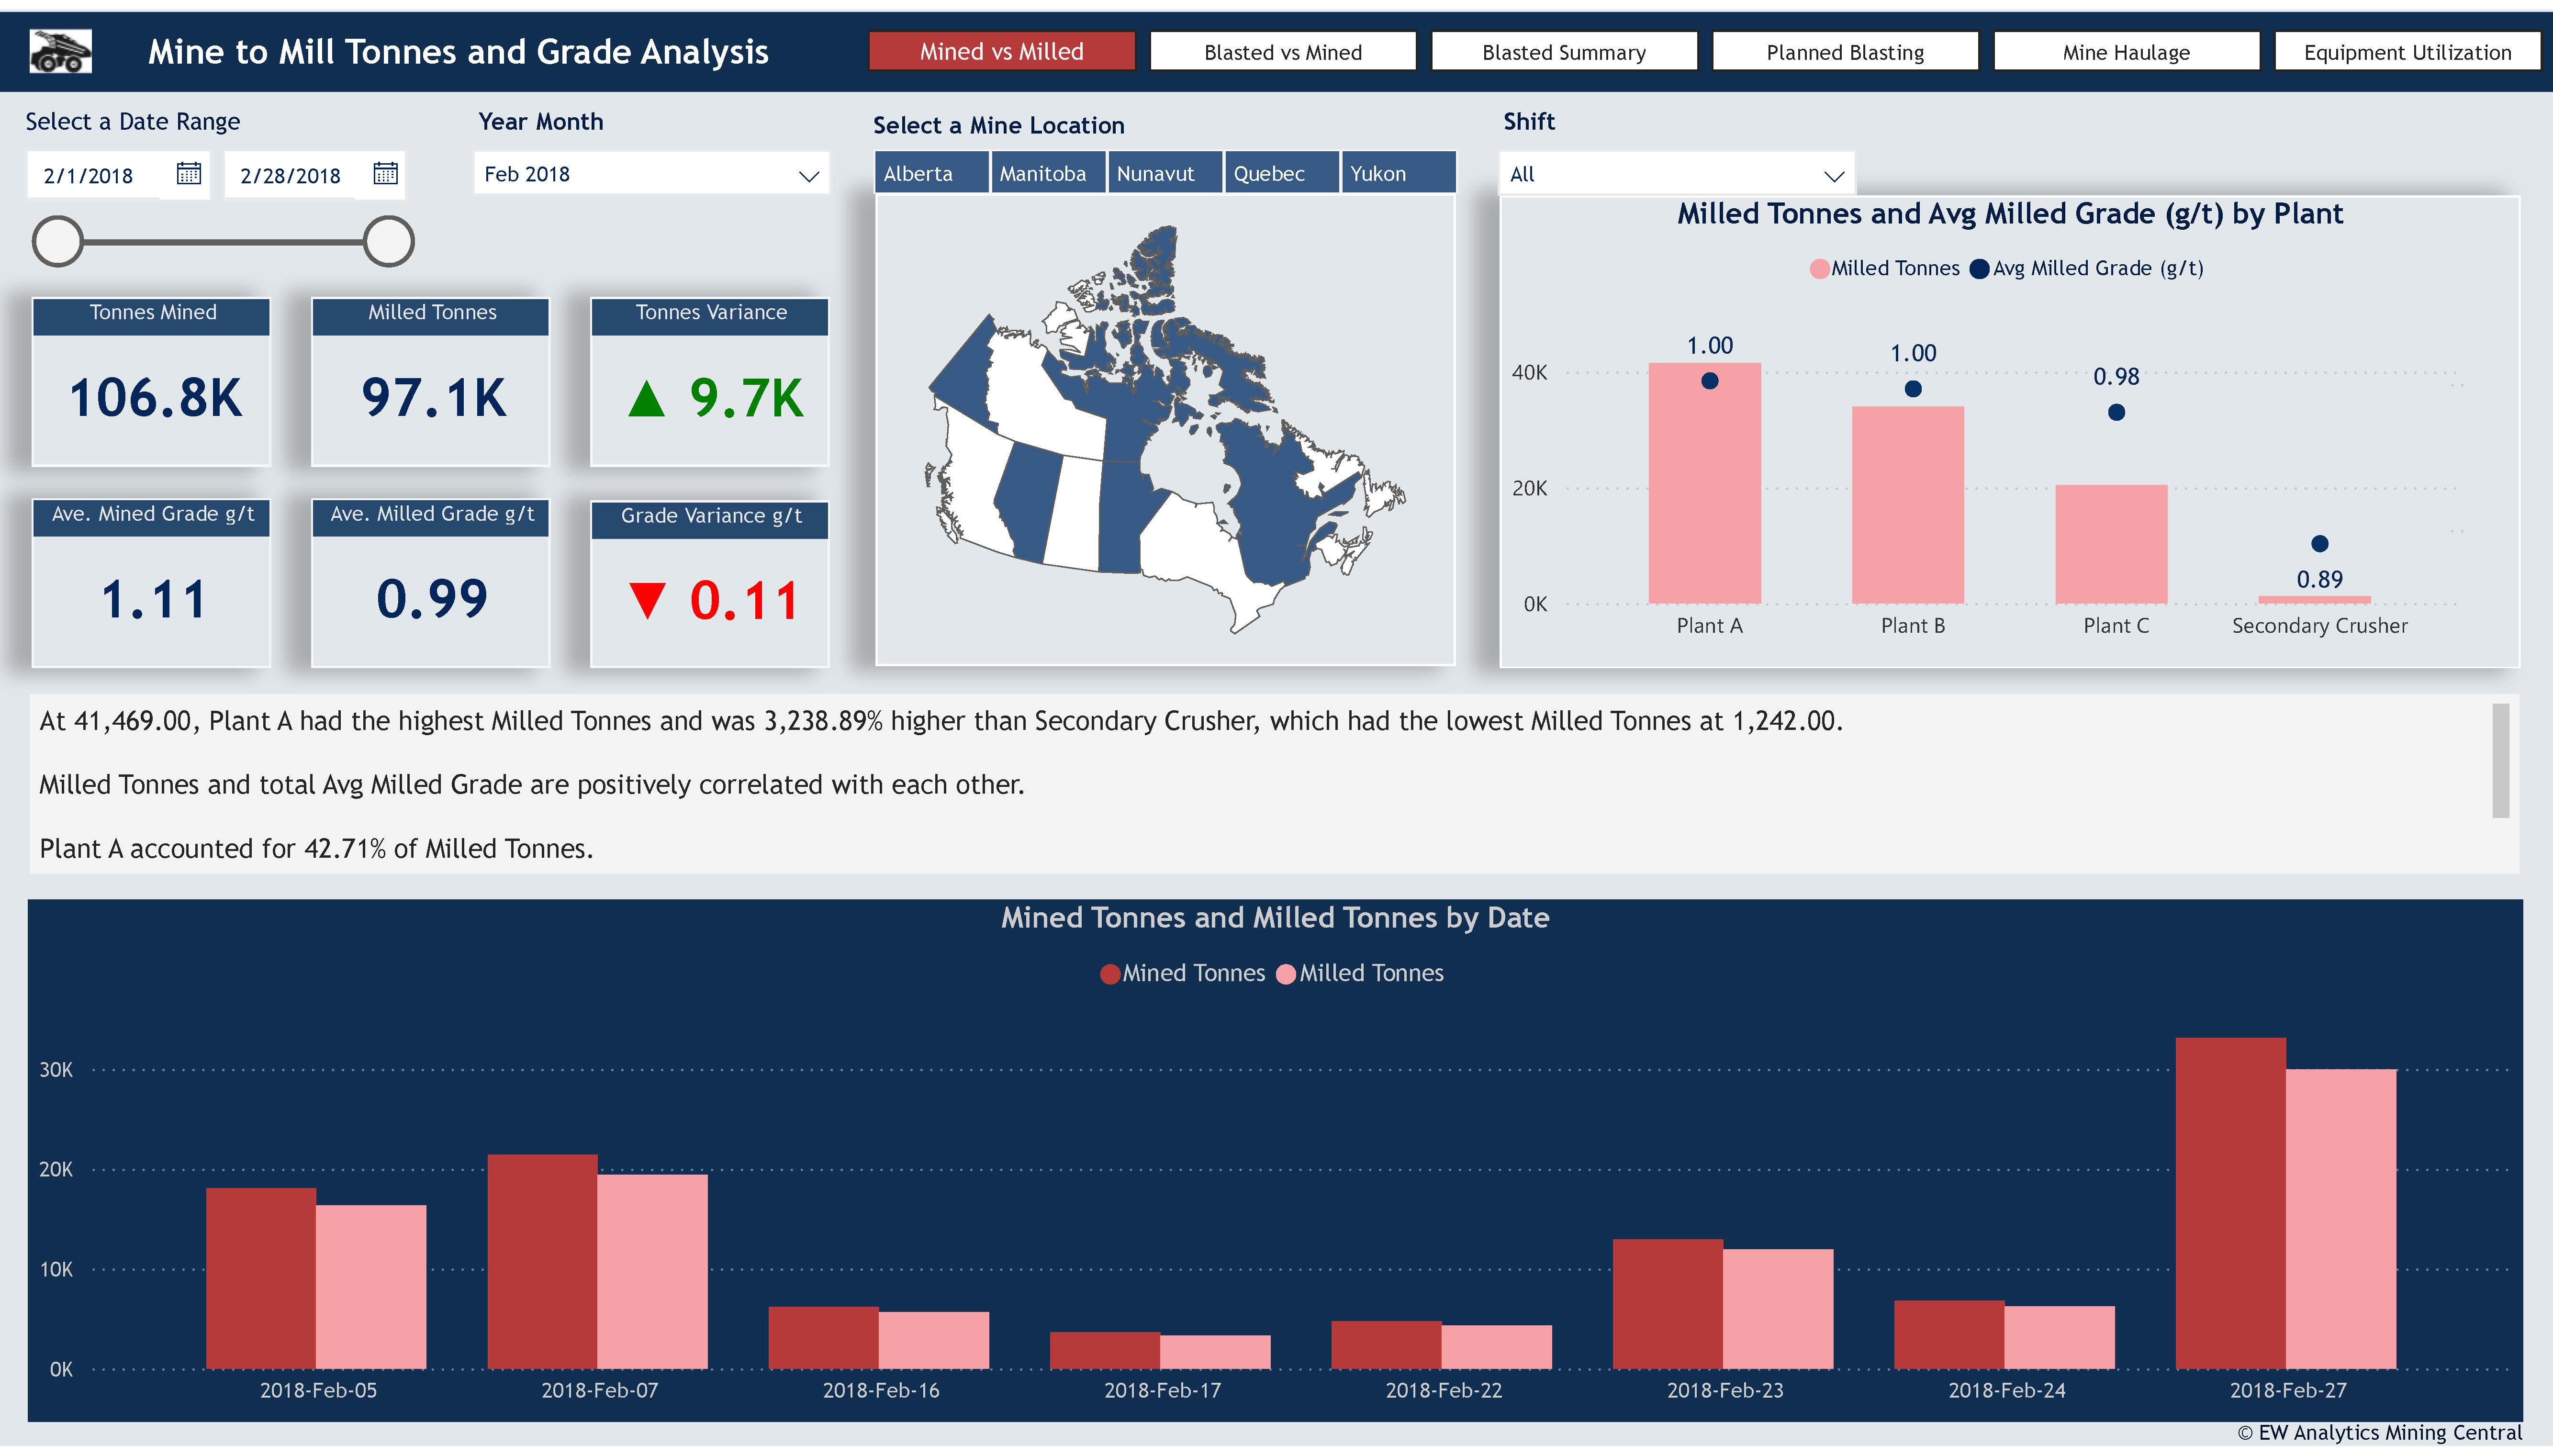 Mine to Mill Tonnes and Grade Analysis
Mined vs Milled
Blasted vs Mined
Blasted Summary
Planned Blasting
Mine Haulage
Equipment Utilization
Select a Date Range
2/1/2018
2/28/2018
Year Month
Feb 2018
Select a Mine Location
Alberta
Manitoba
Nunavut
Quebec
Yukon
Shift
All
Tonnes Mined
106.8K
Milled Tonnes
97.1K
Tonnes Variance
▲ 9.7K
Ave. Mined Grade g/t
1.11
Ave. Milled Grade g/t
0.99
Grade Variance g/t
▼ 0.11
Milled Tonnes and Avg Milled Grade (g/t) by Plant
Milled Tonnes
Avg Milled Grade (g/t)
40K
20K
0K
1.00
1.00
0.98
0.89
Plant A
Plant B
Plant C
Secondary Crusher
At 41,469.00, Plant A had the highest Milled Tonnes and was 3,238.89% higher than Secondary Crusher, which had the lowest Milled Tonnes at 1,242.00.
Milled Tonnes and total Avg Milled Grade are positively correlated with each other.
Plant A accounted for 42.71% of Milled Tonnes.
Mined Tonnes and Milled Tonnes by Date
Mined Tonnes
Milled Tonnes
30K
20K
10K
0K
2018-Feb-05
2018-Feb-07
2018-Feb-16
2018-Feb-17
2018-Feb-22
2018-Feb-23
2018-Feb-24
2018-Feb-27
© EW Analytics Mining Central